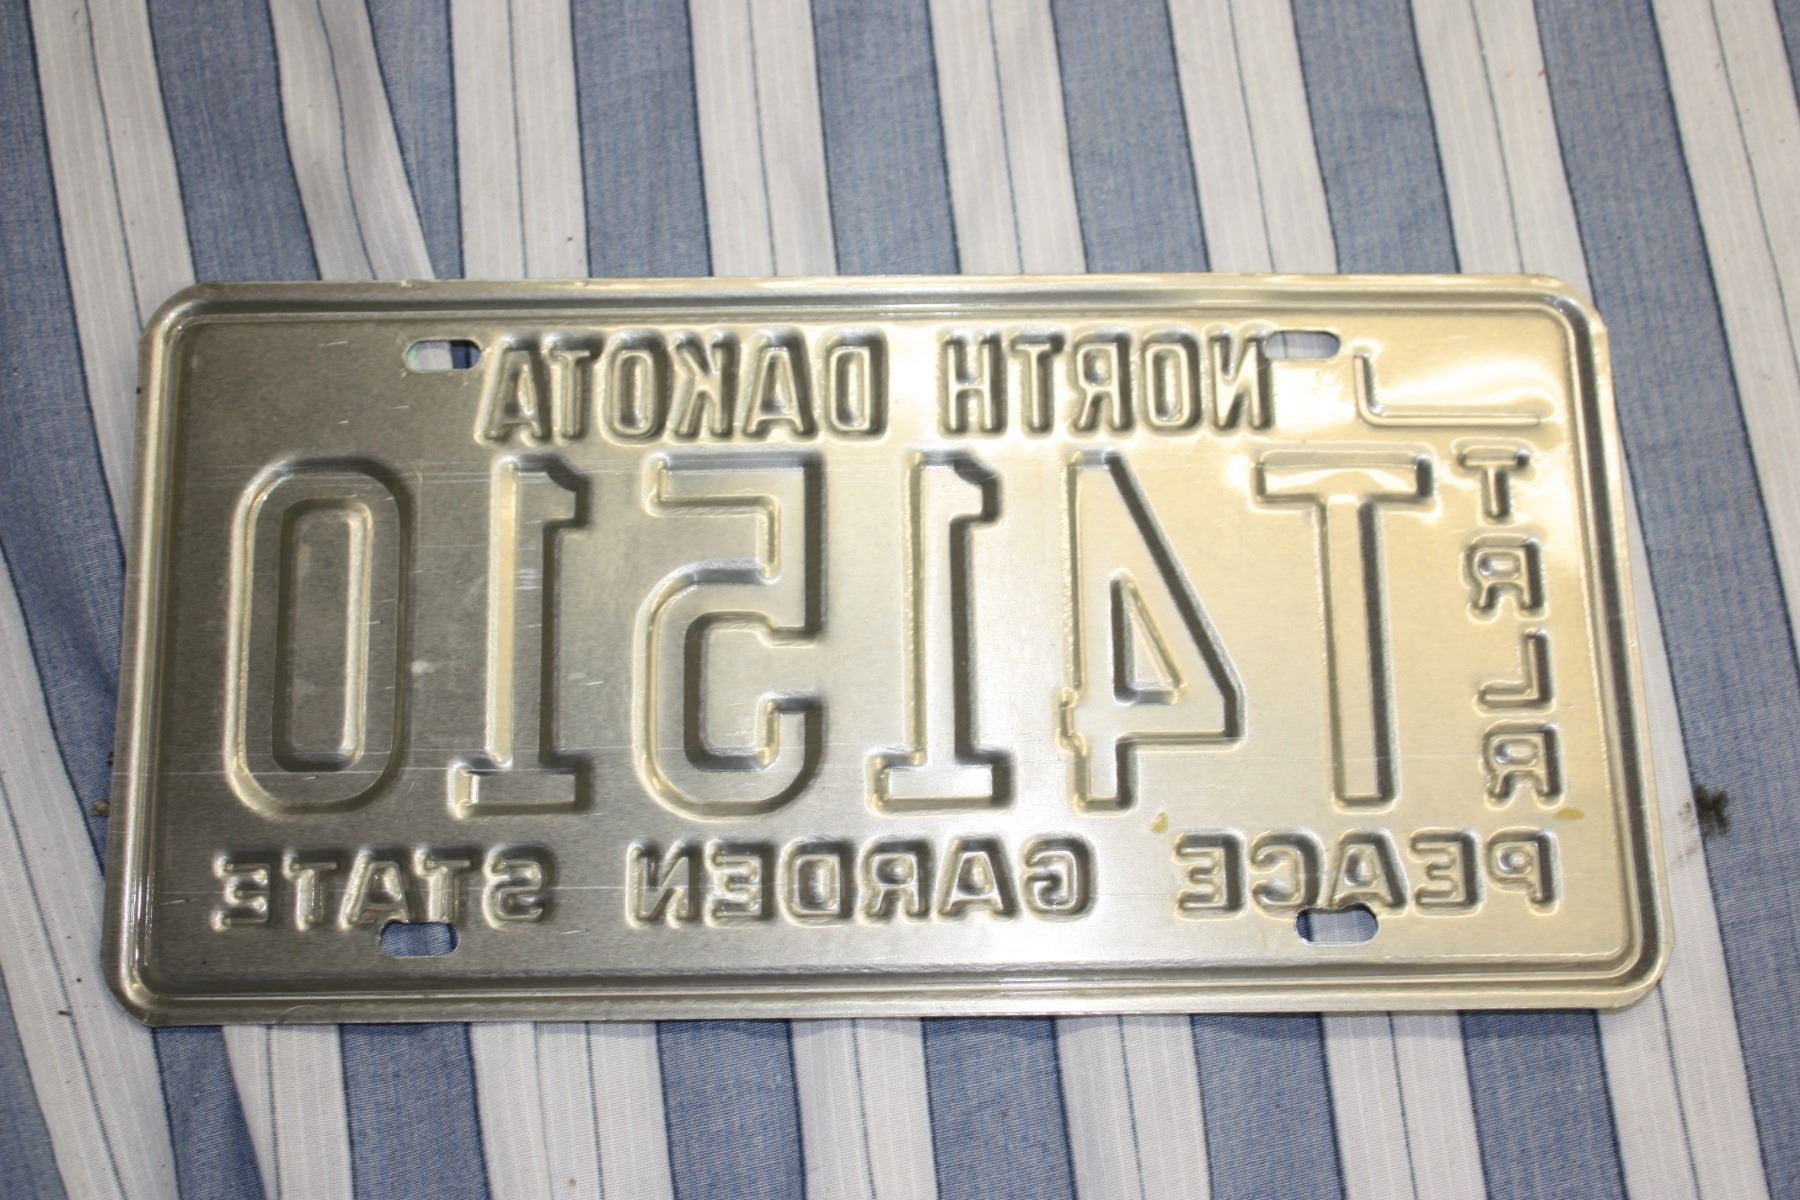 NORTH DAKOTA
TRLR
T41510
PEACE GARDEN STATE